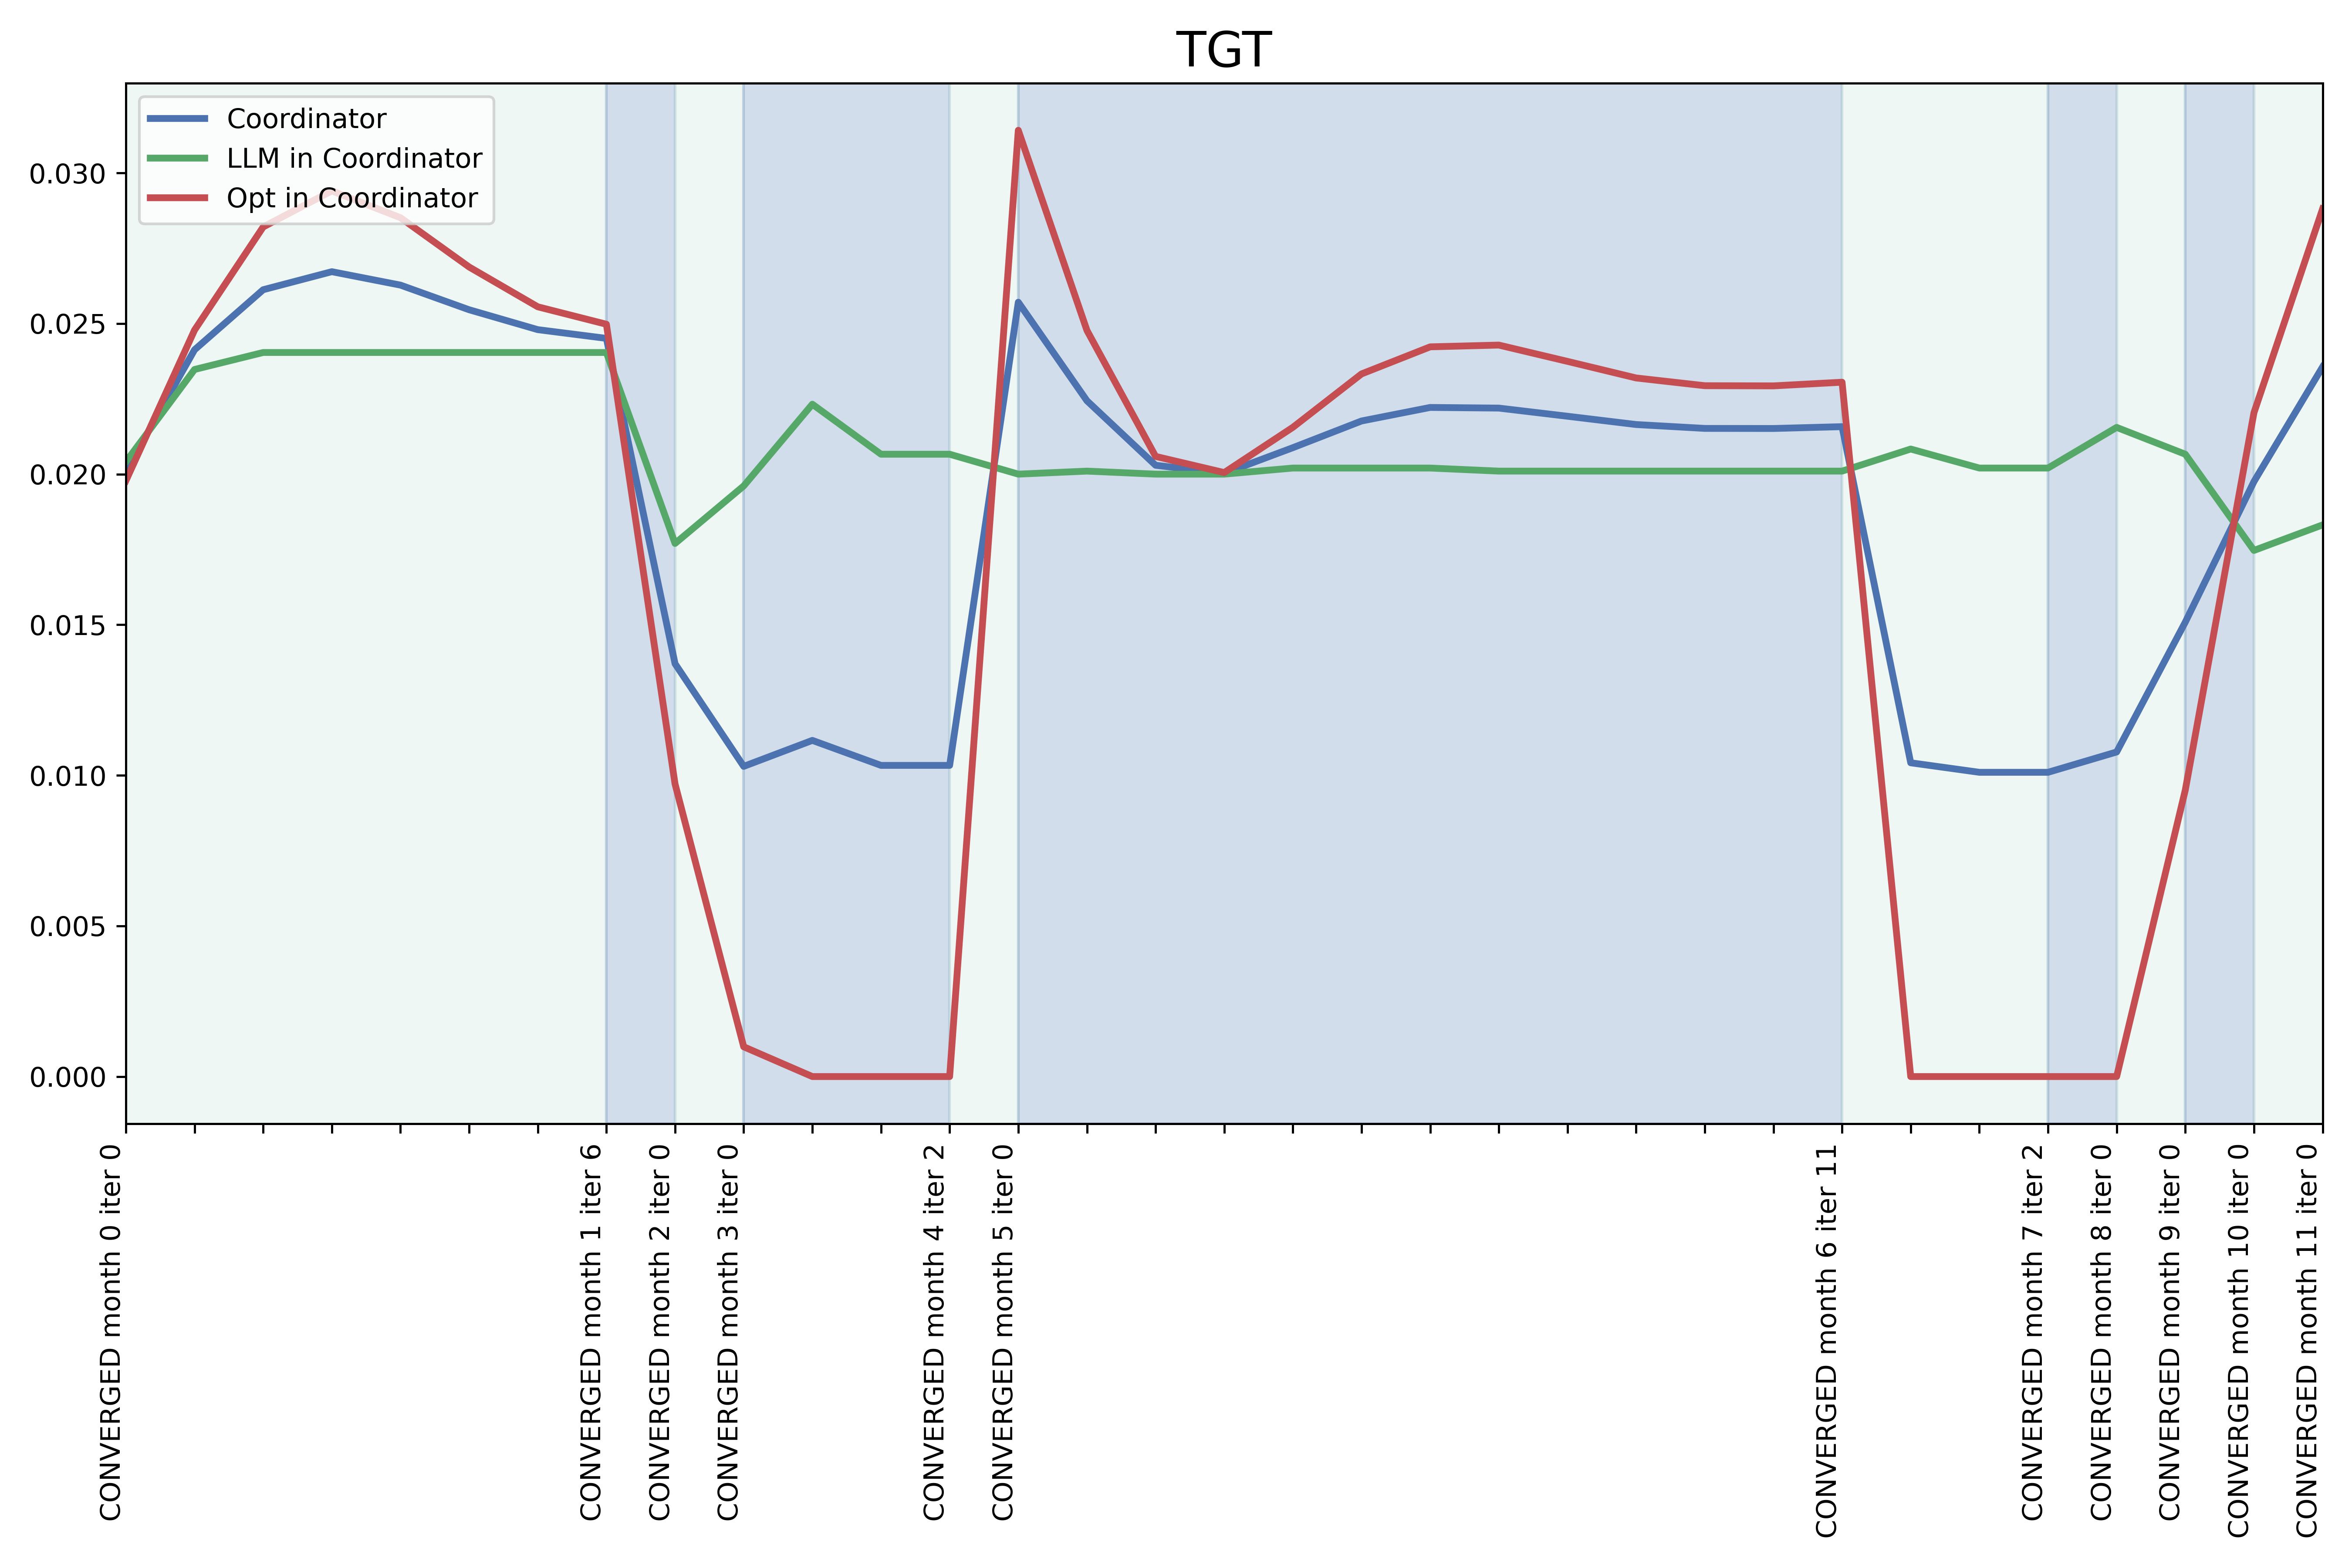 TGT
Coordinator
LLM in Coordinator
Opt in Coordinator
0.030
0.025
0.020
0.015
0.010
0.005
0.000
CONVERGED month 0 iter 0
CONVERGED month 1 iter 6
CONVERGED month 2 iter 0
CONVERGED month 3 iter 0
CONVERGED month 4 iter 2
CONVERGED month 5 iter 0
CONVERGED month 6 iter 11
CONVERGED month 7 iter 2
CONVERGED month 8 iter 0
CONVERGED month 9 iter 0
CONVERGED month 10 iter 0
CONVERGED month 11 iter 0